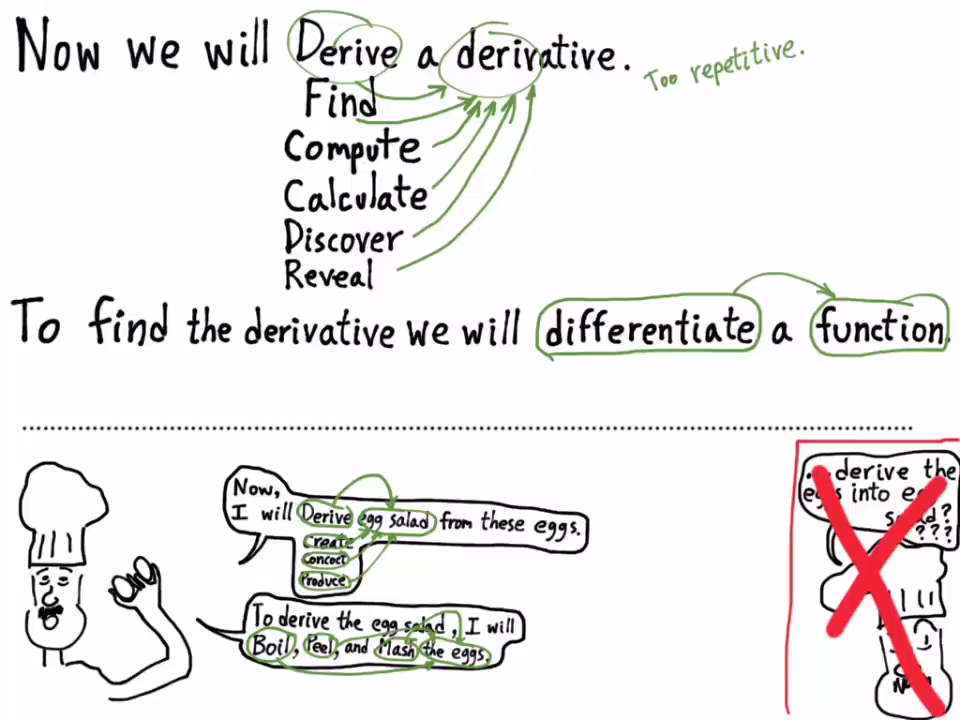 Now we will Derive a derivative.
Too repetitive.
Find
Compute
Calculate
Discover
Reveal
To find the derivative we will differentiate a function.
Now,
I will Derive egg salad from these eggs.
Create
Concoct
Produce
To derive the egg salad, I will
Boil, Peel, and Mash the eggs.
... derive the
eggs into egg
salad?
???